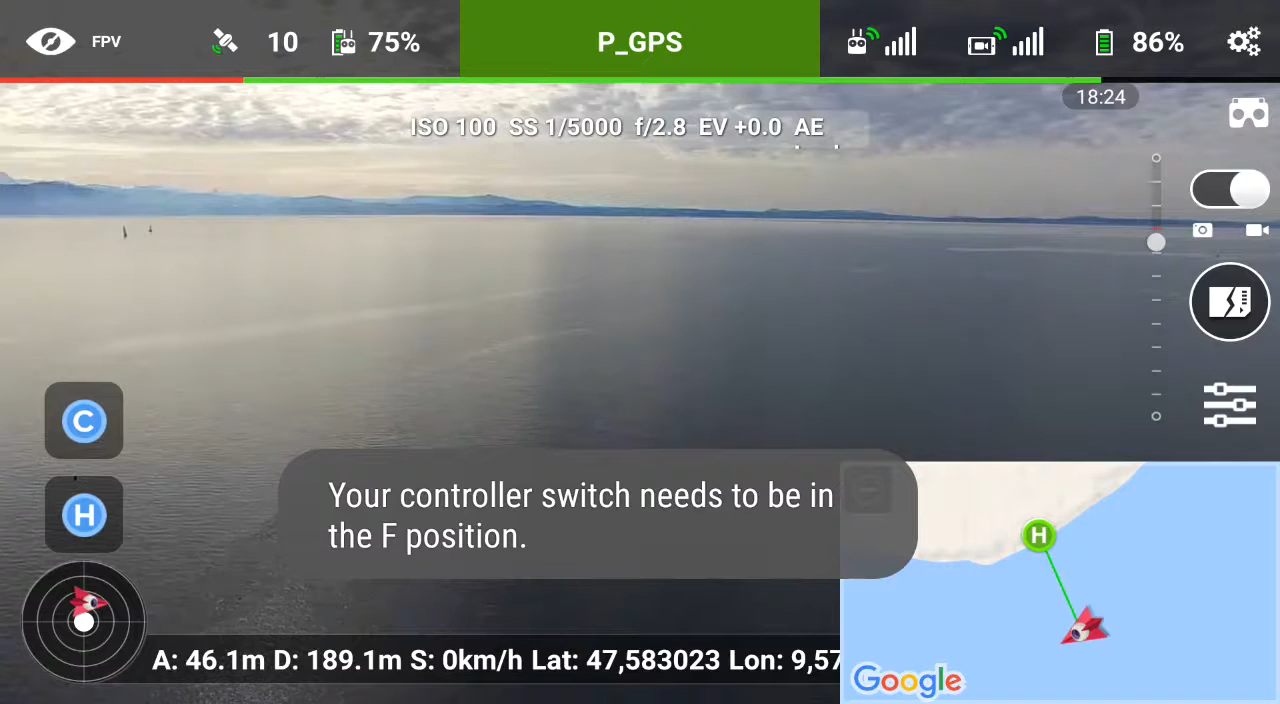 FPV
10
75%
P_GPS
86%
18:24
ISO 100 SS 1/5000 f/2.8 EV +0.0 AE
C
Your controller switch needs to be in
the F position.
H
H
A: 46.1m D: 189.1m S: 0km/h Lat: 47,583023 Lon: 9,57
Google